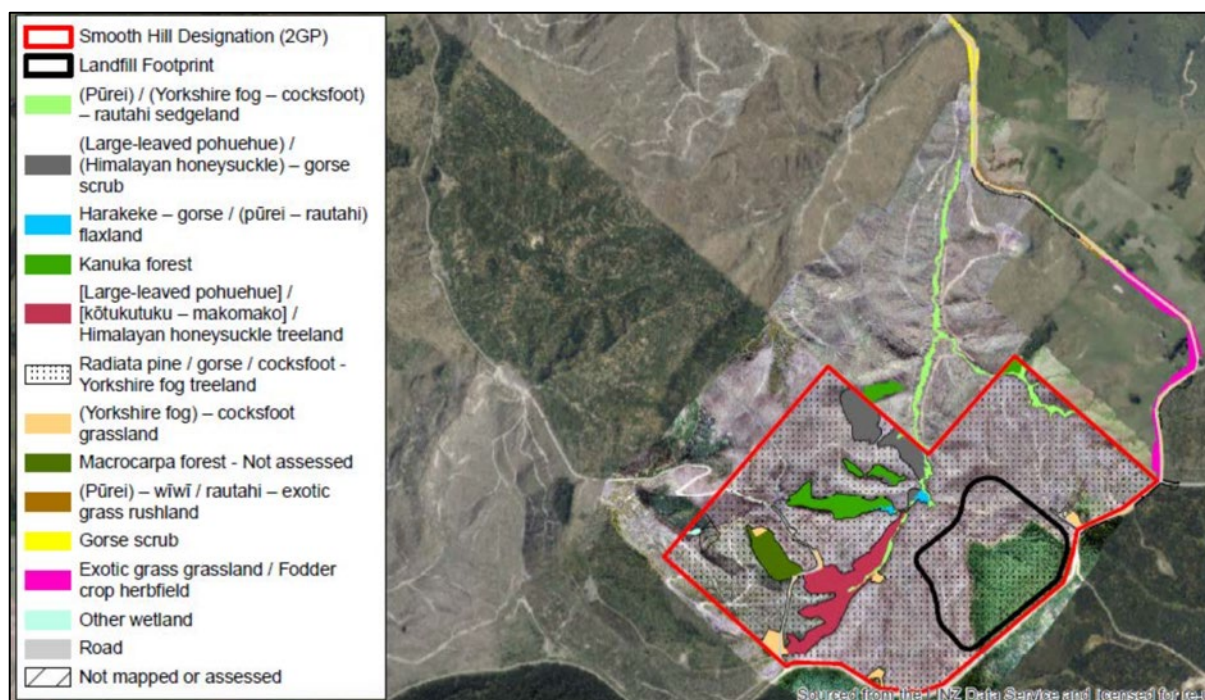 Smooth Hill Designation (2GP)
Landfill Footprint
(Pūrei) / (Yorkshire fog – cocksfoot)
– rautahi sedgeland
(Large-leaved pohuehue) /
(Himalayan honeysuckle) – gorse
scrub
Harakeke – gorse / (pūrei – rautahi)
flaxland
Kanuka forest
[Large-leaved pohuehue] /
[kōtukutuku – makomako] /
Himalayan honeysuckle treeland
Radiata pine / gorse / cocksfoot -
Yorkshire fog treeland
(Yorkshire fog) – cocksfoot
grassland
Macrocarpa forest - Not assessed
(Pūrei) – wīwī / rautahi – exotic
grass rushland
Gorse scrub
Exotic grass grassland / Fodder
crop herbfield
Other wetland
Road
Not mapped or assessed
Sourced from the LINZ Data Service and licensed for re-